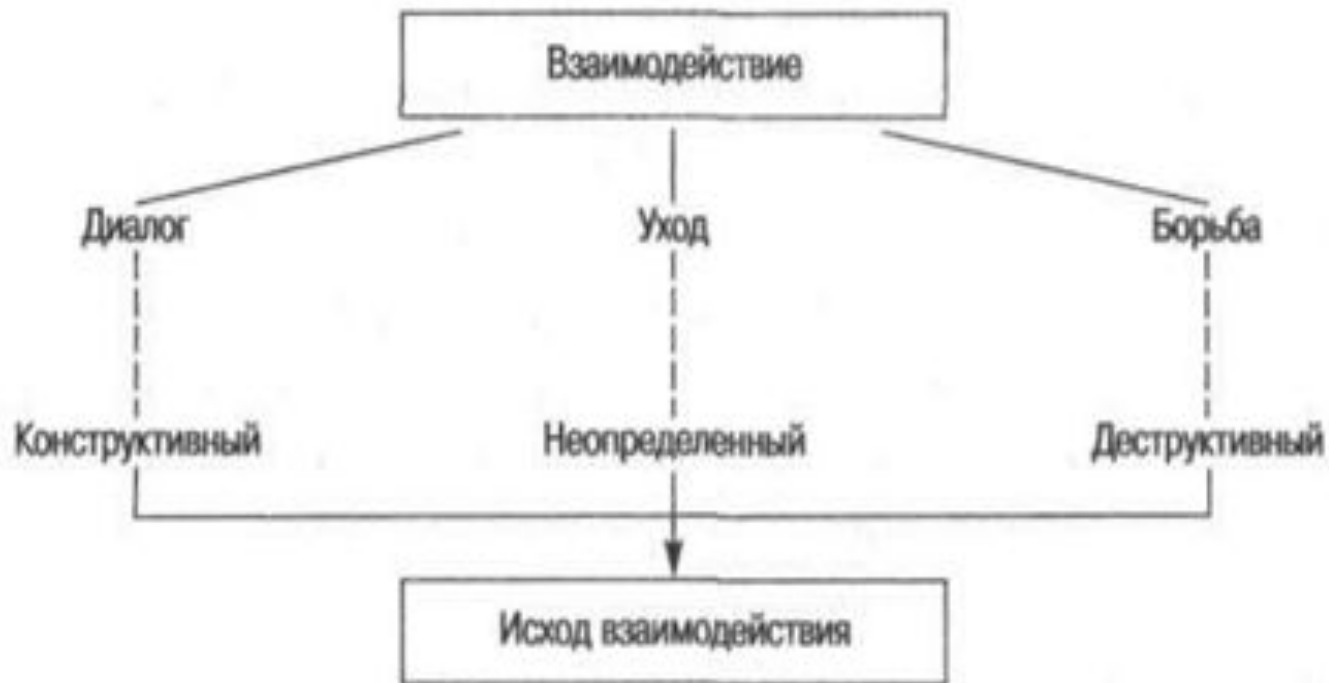 Взаимодействие
Диалог
Уход
Борьба
Конструктивный
Неопределенный
Деструктивный
Исход взаимодействия